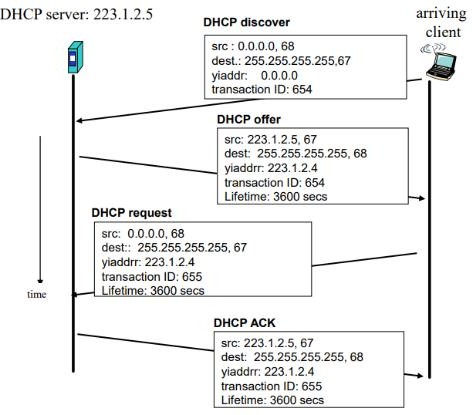 DHCP server: 223.1.2.5
arriving
client
DHCP discover
src : 0.0.0.0, 68
dest.: 255.255.255.255,67
yiaddr: 0.0.0.0
transaction ID: 654
DHCP offer
src: 223.1.2.5, 67
dest: 255.255.255.255, 68
yiaddrr: 223.1.2.4
transaction ID: 654
Lifetime: 3600 secs
DHCP request
src: 0.0.0.0, 68
dest:: 255.255.255.255, 67
yiaddrr: 223.1.2.4
transaction ID: 655
Lifetime: 3600 secs
time
DHCP ACK
src: 223.1.2.5, 67
dest: 255.255.255.255, 68
yiaddrr: 223.1.2.4
transaction ID: 655
Lifetime: 3600 secs